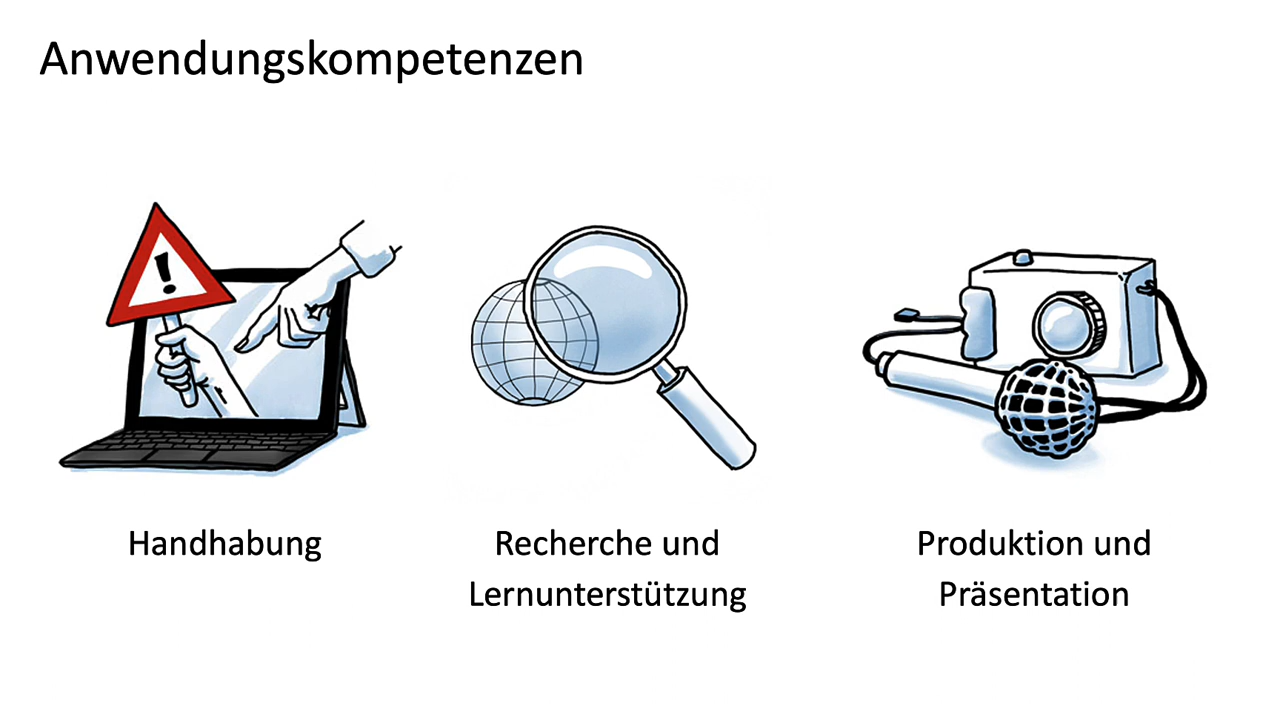 Anwendungskompetenzen
!
Handhabung
Recherche und
Lernunterstützung
Produktion und
Präsentation